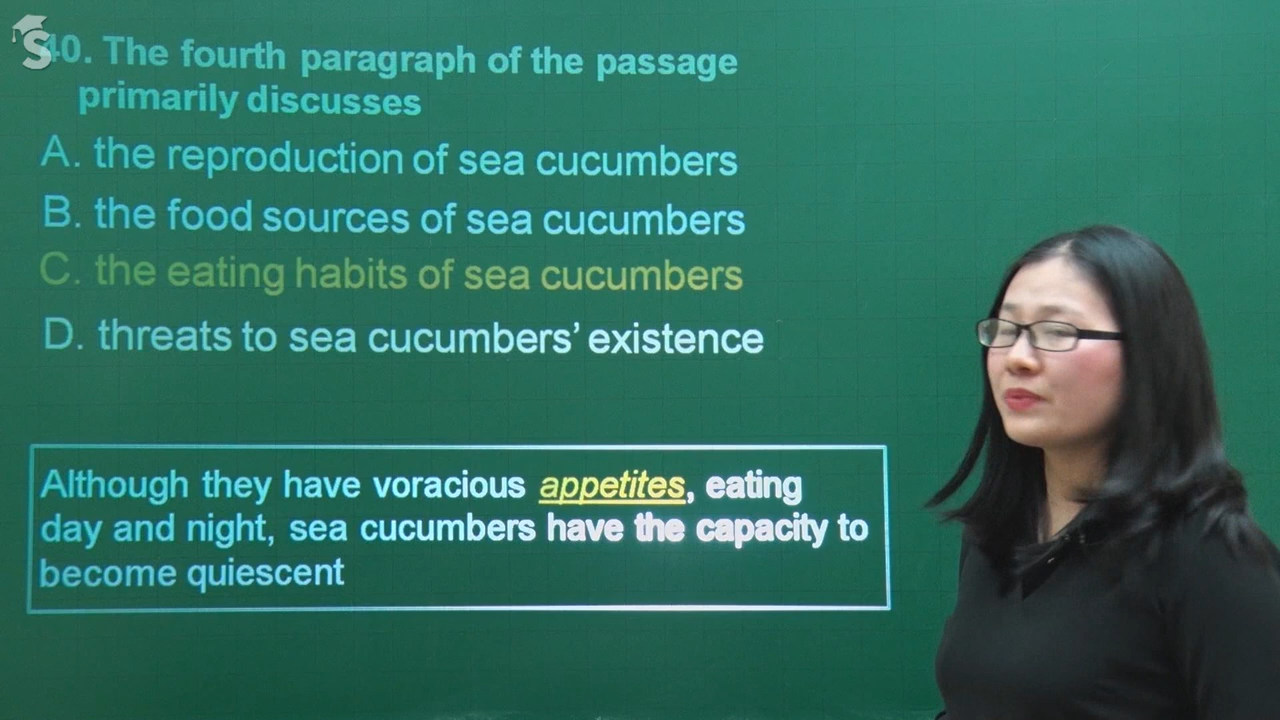 S
40. The fourth paragraph of the passage
primarily discusses
A. the reproduction of sea cucumbers
B. the food sources of sea cucumbers
C. the eating habits of sea cucumbers
D. threats to sea cucumbers’ existence
Although they have voracious appetites, eating
day and night, sea cucumbers have the capacity to
become quiescent